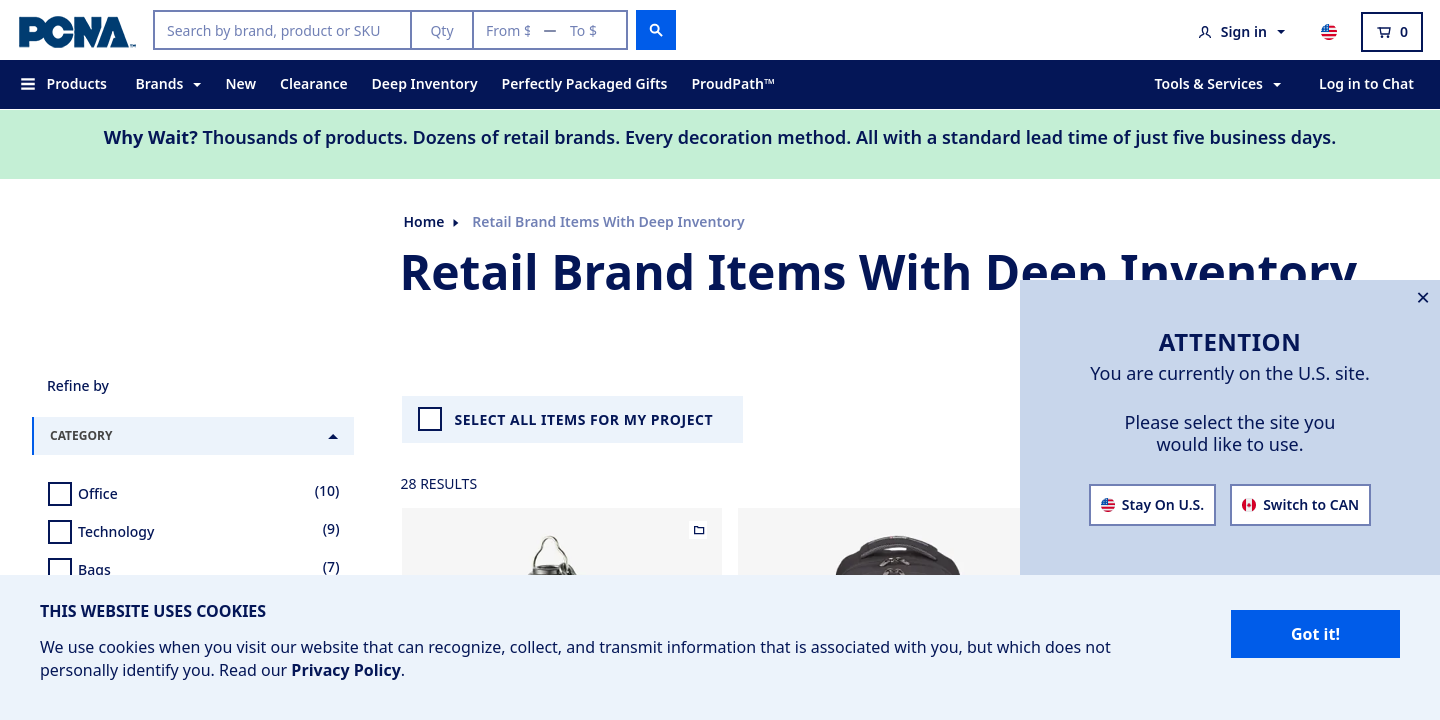 PCNA™
Search by brand, product or SKU
Qty
From $ — To $
Sign in
0
Products
Brands
New
Clearance
Deep Inventory
Perfectly Packaged Gifts
ProudPath™
Tools & Services
Log in to Chat
Why Wait? Thousands of products. Dozens of retail brands. Every decoration method. All with a standard lead time of just five business days.
Home
Retail Brand Items With Deep Inventory
Retail Brand Items With Deep Inventory
ATTENTION
You are currently on the U.S. site.
Please select the site you
would like to use.
Stay On U.S.
Switch to CAN
Refine by
CATEGORY
Office (10)
Technology (9)
Bags (7)
SELECT ALL ITEMS FOR MY PROJECT
28 RESULTS
THIS WEBSITE USES COOKIES
We use cookies when you visit our website that can recognize, collect, and transmit information that is associated with you, but which does not
personally identify you. Read our Privacy Policy.
Got it!